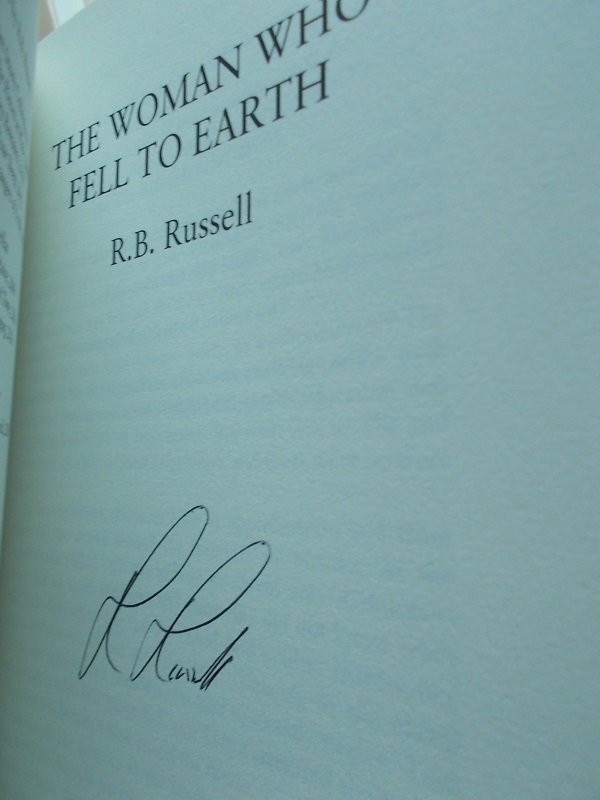 THE WOMAN WHO
FELL TO EARTH
R.B. Russell